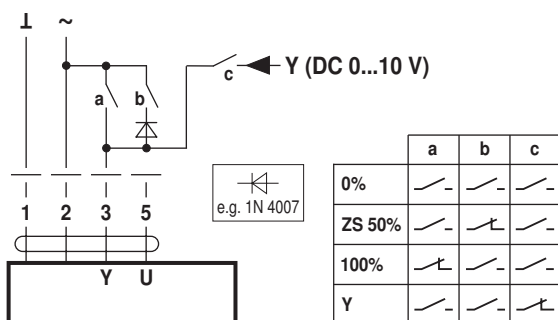 ⊥ ~
a b c Y (DC 0...10 V)
1 2 3 5
Y U
e.g. 1N 4007
a b c
0%
ZS 50%
100%
Y